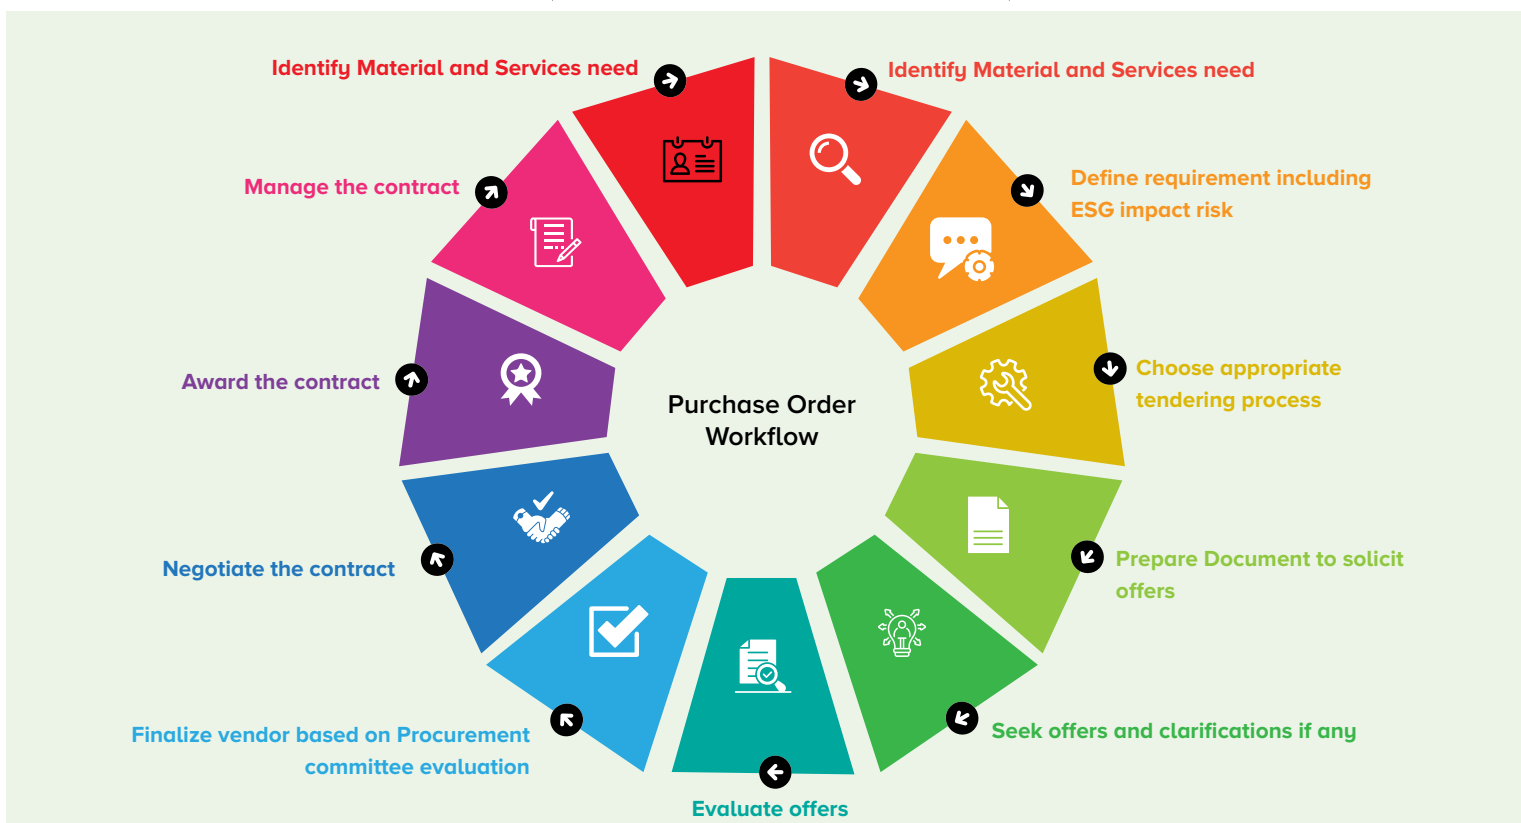 Identify Material and Services need
Identify Material and Services need
Define requirement including
ESG impact risk
Choose appropriate
tendering process
Prepare Document to solicit
offers
Seek offers and clarifications if any
Evaluate offers
Finalize vendor based on Procurement
committee evaluation
Negotiate the contract
Award the contract
Manage the contract
Purchase Order
Workflow